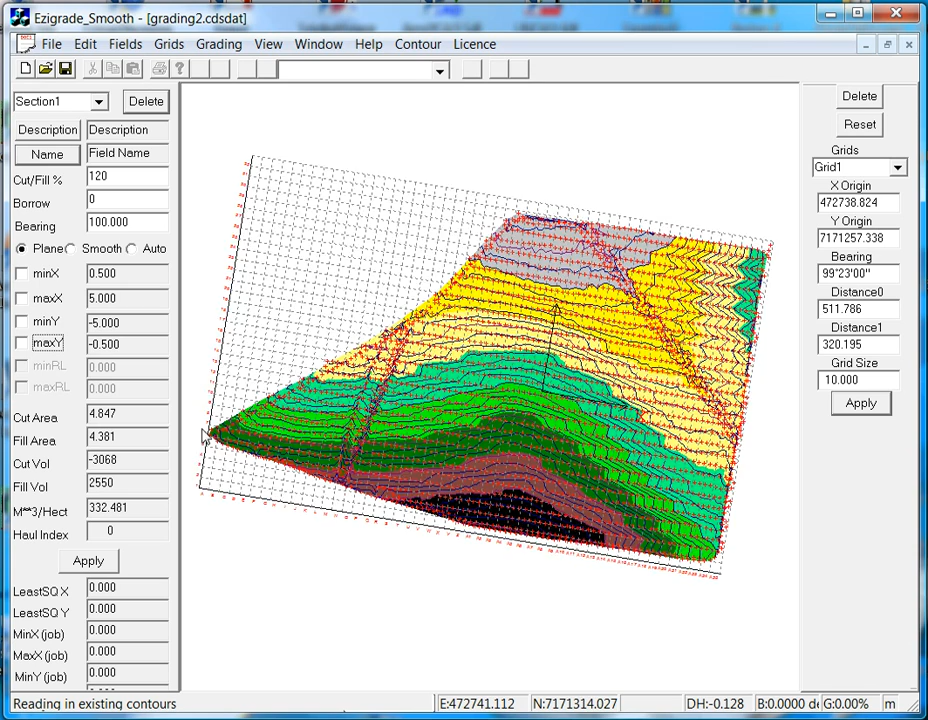 Ezigrade_Smooth - [grading2.cdsdat]
File Edit Fields Grids Grading View Window Help Contour Licence
Section1 Delete
Description Description
Name Field Name
Cut/Fill % 120
Borrow 0
Bearing 100.000
Plane Smooth Auto
minX 0.500
maxX 5.000
minY -5.000
maxY -0.500
minRL 0.000
maxRL 0.000
Cut Area 4.847
Fill Area 4.381
Cut Vol -3068
Fill Vol 2550
M**3/Hect 332.481
Haul Index 0
Apply
LeastSQ X 0.000
LeastSQ Y 0.000
MinX (job) 0.000
MaxX (job) 0.000
MinY (job) 0.000
Delete
Reset
Grids
Grid1
X Origin
472738.824
Y Origin
7171257.338
Bearing
99°23'00"
Distance0
511.786
Distance1
320.195
Grid Size
10.000
Apply
Reading in existing contours E:472741.112 N:7171314.027 DH:-0.128 B:0.0000 de G:0.00% m